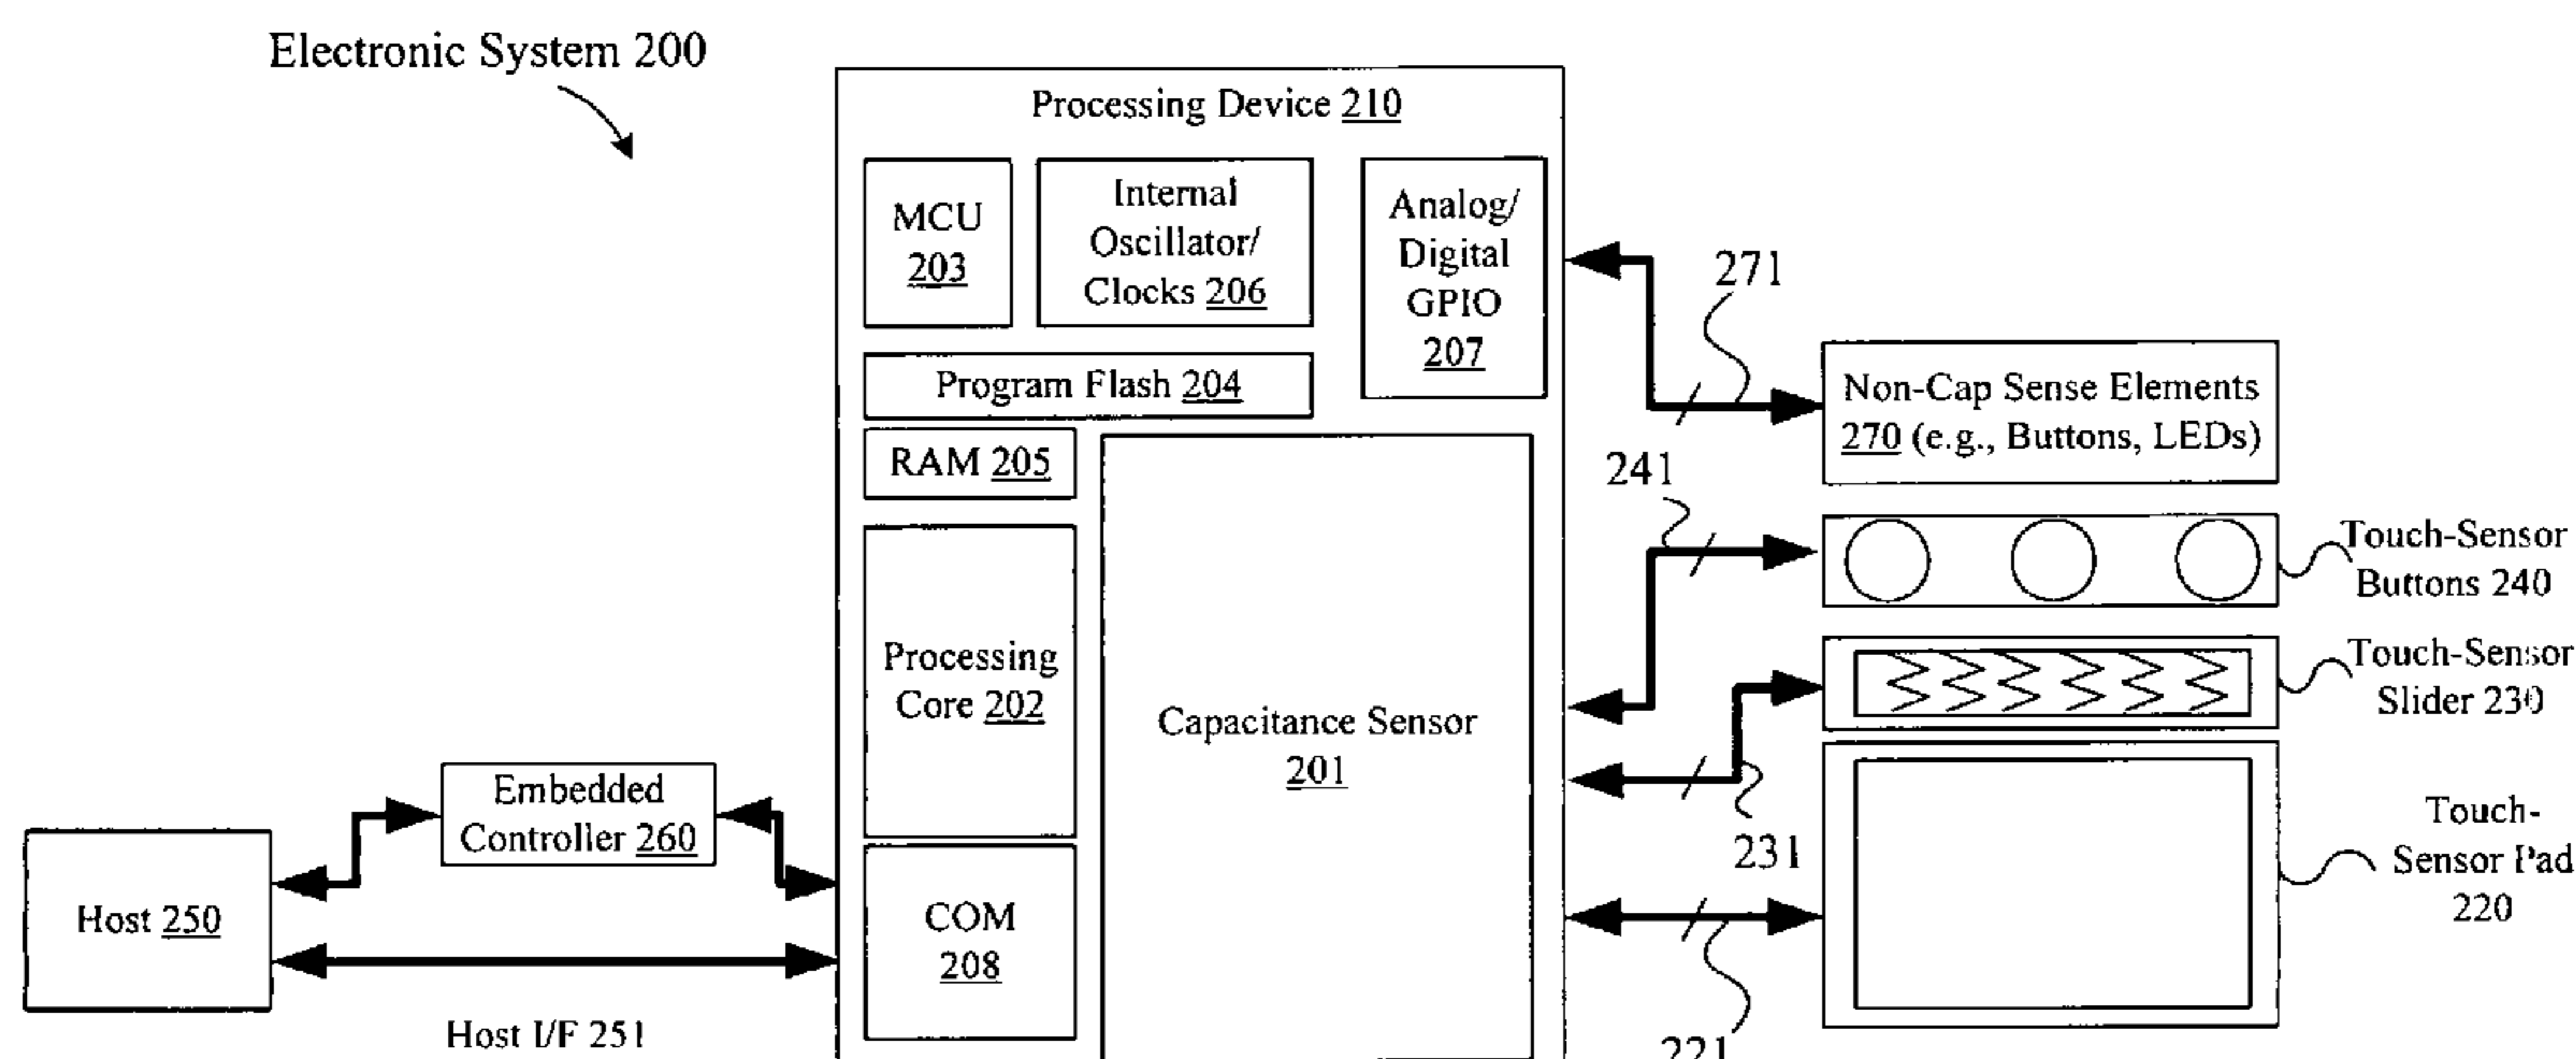 Electronic System 200
Processing Device 210
MCU
203
Internal
Oscillator/
Clocks 206
Analog/
Digital
GPIO
207
Program Flash 204
RAM 205
Processing
Core 202
Capacitance Sensor
201
COM
208
Embedded
Controller 260
Host 250
Host I/F 251
271
Non-Cap Sense Elements
270 (e.g., Buttons, LEDs)
241
Touch-Sensor
Buttons 240
Touch-Sensor
Slider 230
231
Touch-
Sensor Pad
220
221